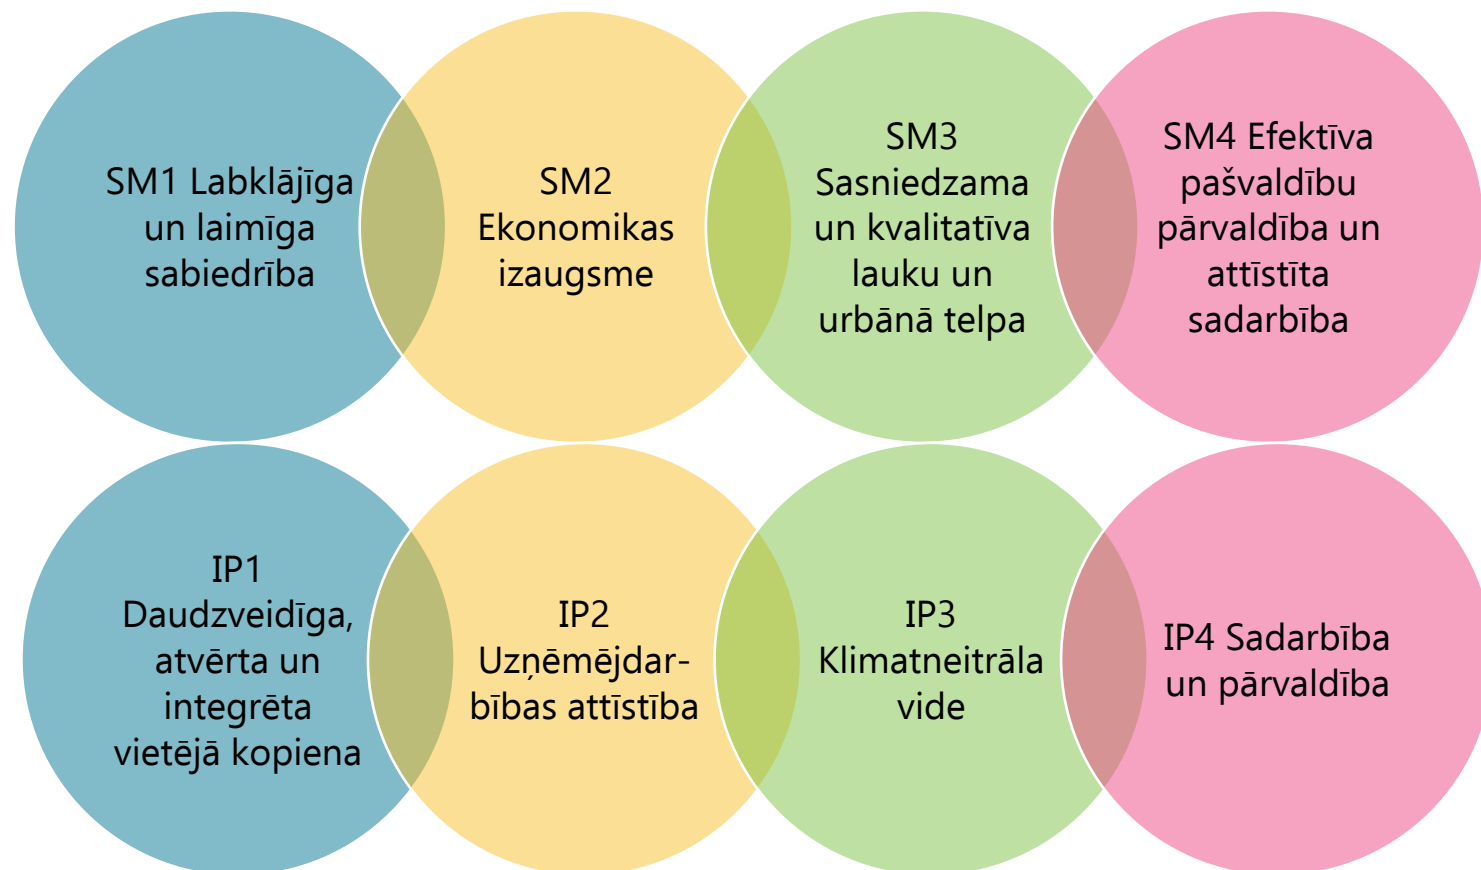 SM1 Labklājīga
un laimīga
sabiedrība
SM2
Ekonomikas
izaugsme
SM3
Sasniedzama
un kvalitatīva
lauku un
urbānā telpa
SM4 Efektīva
pašvaldību
pārvaldība un
attīstīta
sadarbība
IP1
Daudzveidīga,
atvērta un
integrēta
vietējā kopiena
IP2
Uzņēmējdar-
bības attīstība
IP3
Klimatneitrāla
vide
IP4 Sadarbība
un pārvaldība